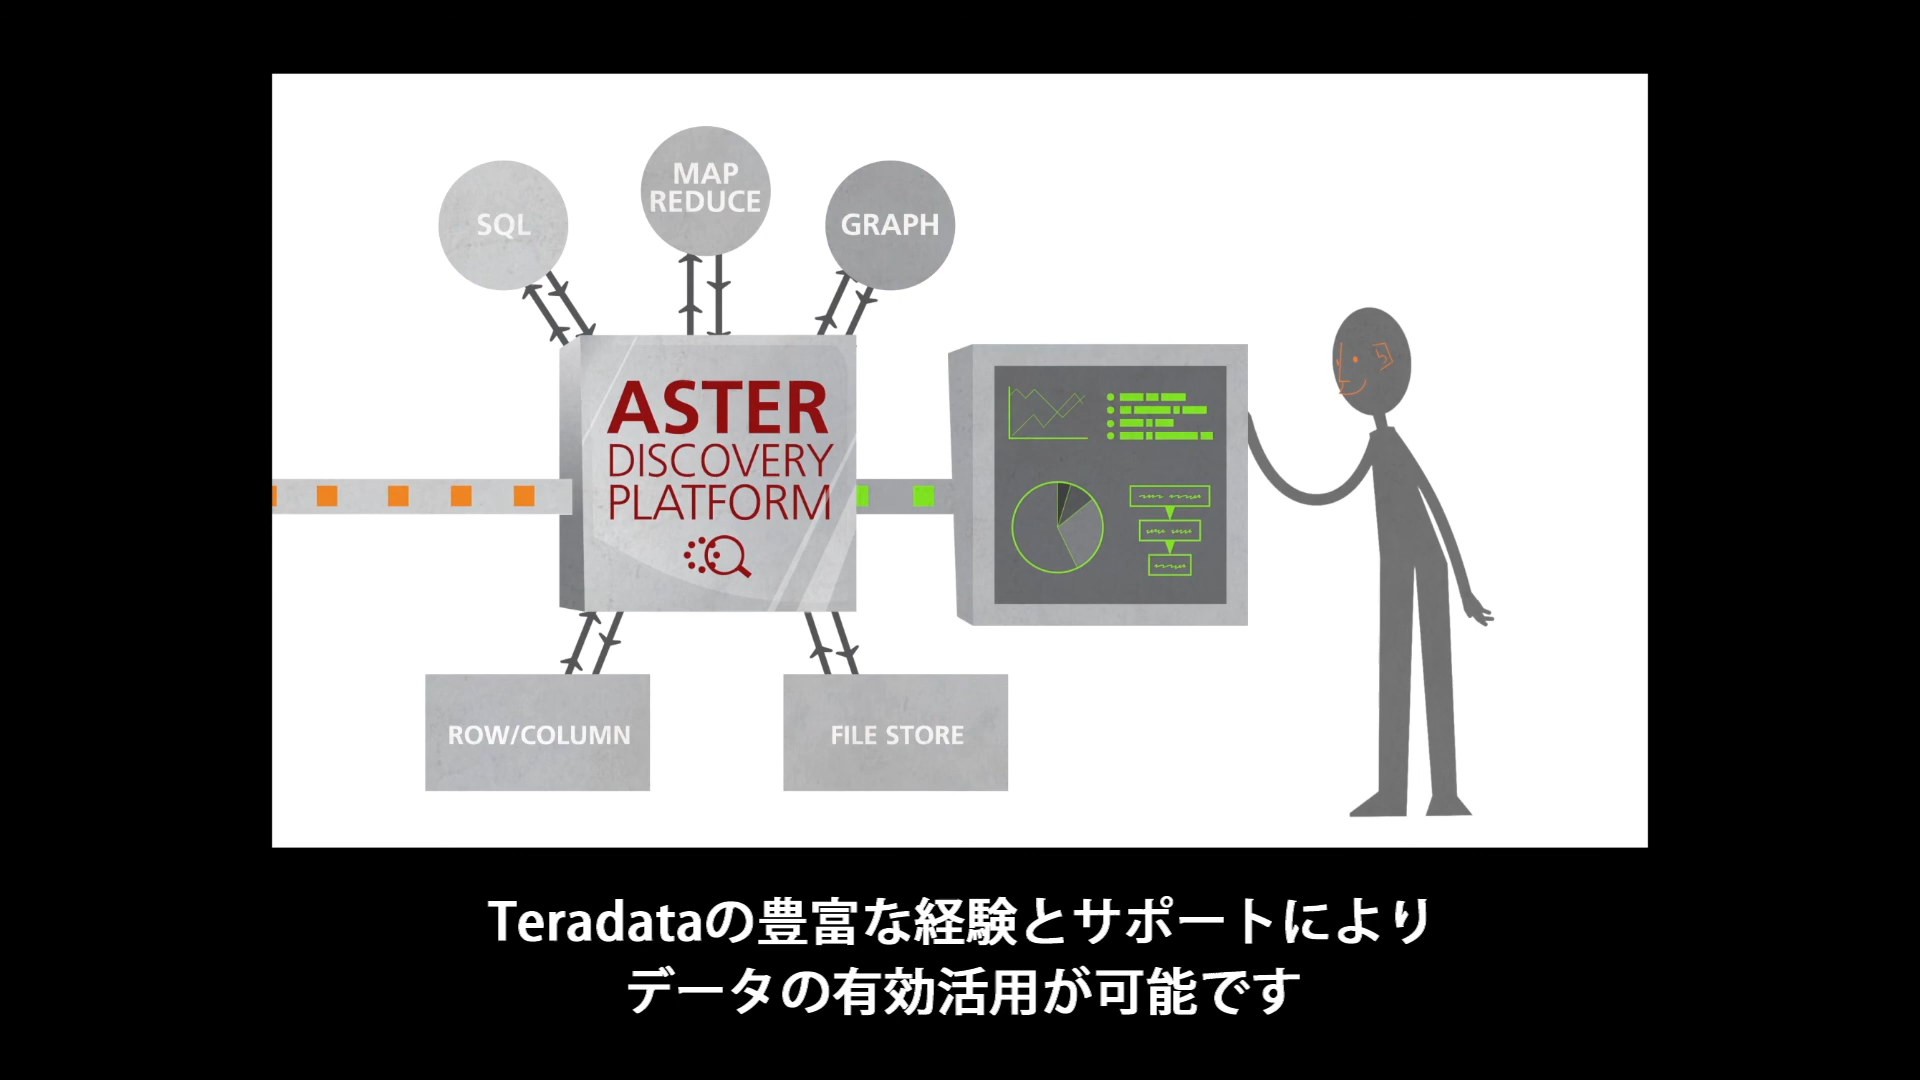 SQL
MAP
REDUCE
GRAPH
ASTER
DISCOVERY
PLATFORM
ROW/COLUMN
FILE STORE
Teradataの豊富な経験とサポートにより
データの有効活用が可能です